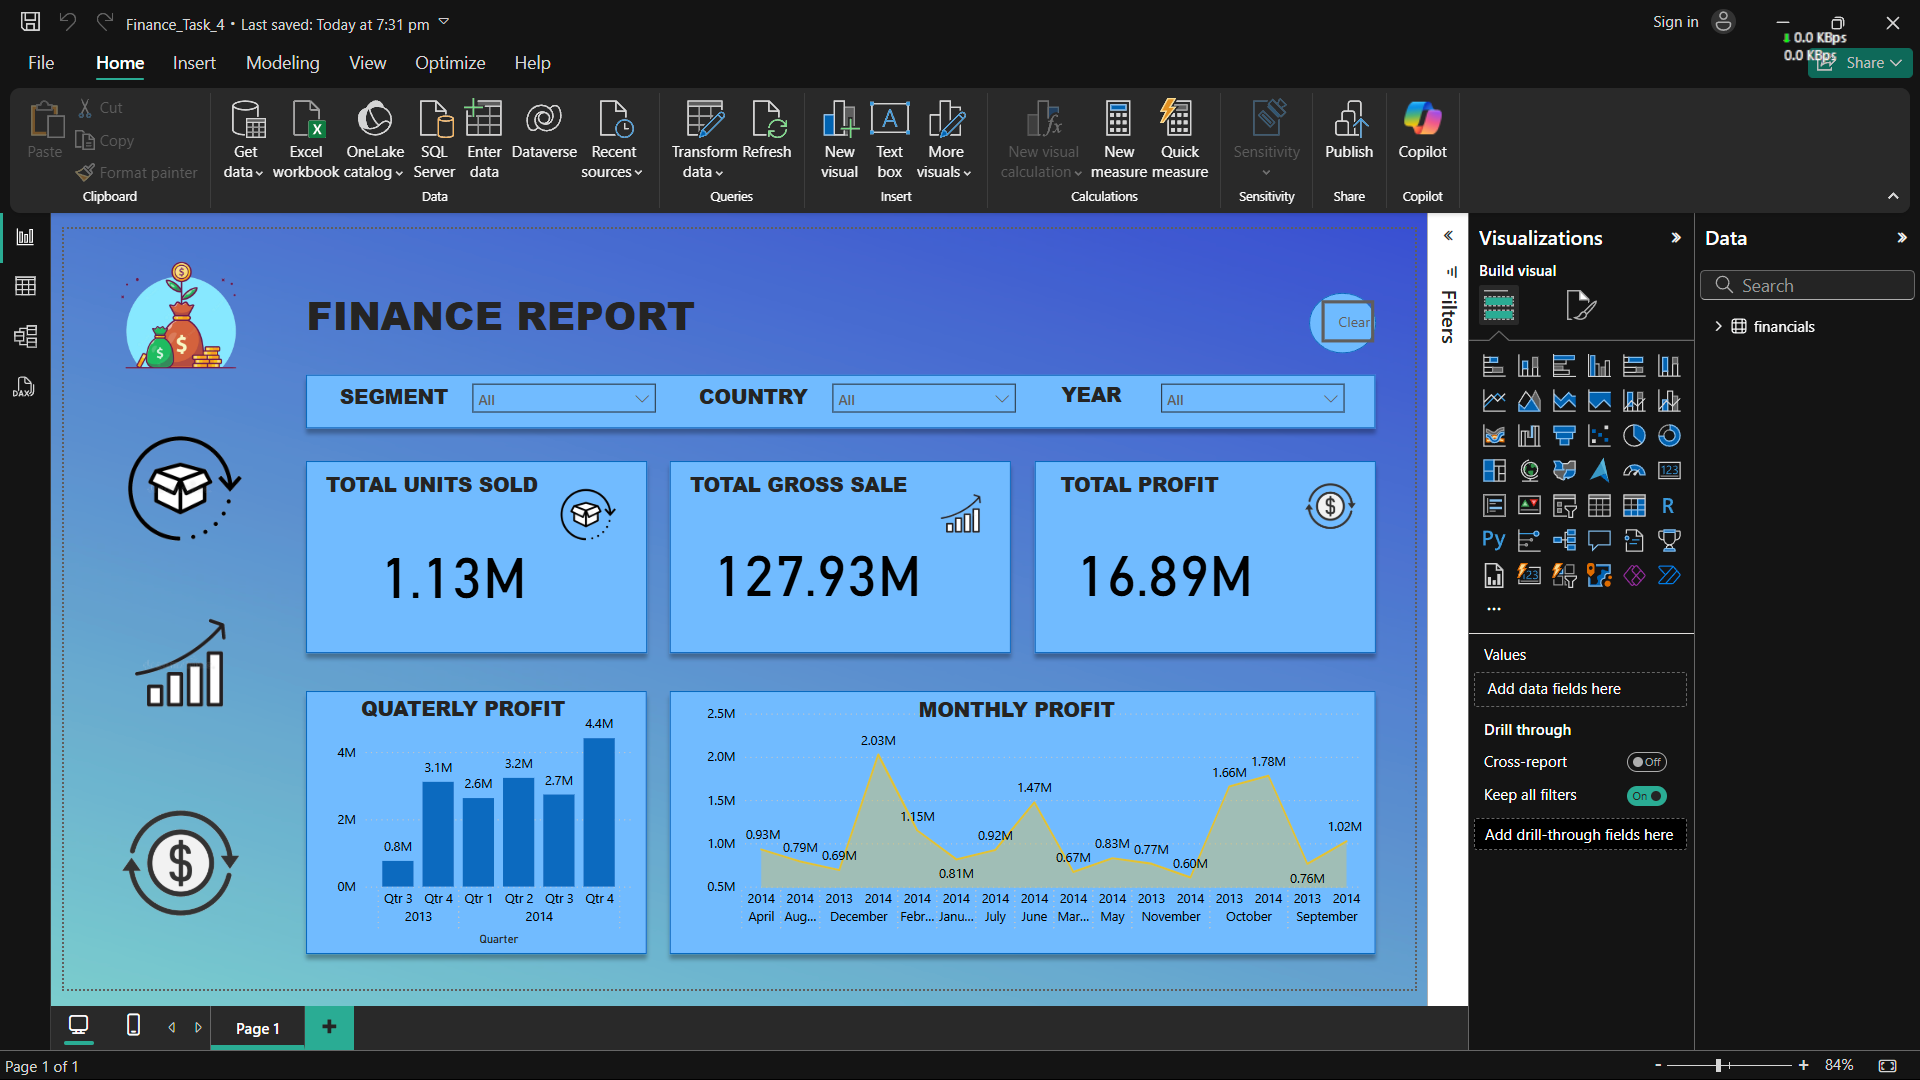 Finance_Task_4 • Last saved: Today at 7:31 pm
Sign in
0.0 KBps
0.0 KBps
File Home Insert Modeling View Optimize Help
Share
Paste
Cut
Copy
Format painter
Clipboard
Get data
Excel workbook
OneLake catalog
SQL Server
Enter data
Dataverse
Recent sources
Data
Transform data
Refresh
Queries
New visual
Text box
More visuals
Insert
New visual calculation
New measure
Quick measure
Calculations
Sensitivity
Sensitivity
Publish
Share
Copilot
Copilot
DAX
FINANCE REPORT
Clear
SEGMENT All COUNTRY All YEAR All
TOTAL UNITS SOLD
1.13M
TOTAL GROSS SALE
127.93M
TOTAL PROFIT
16.89M
QUATERLY PROFIT
4M
2M
0M
0.8M 3.1M 2.6M 3.2M 2.7M 4.4M
Qtr 3 Qtr 4 Qtr 1 Qtr 2 Qtr 3 Qtr 4
2013 2014
Quarter
MONTHLY PROFIT
2.5M
2.0M
1.5M
1.0M
0.5M
0.93M 0.79M 0.69M 2.03M 1.15M 0.81M 0.92M 1.47M 0.67M 0.83M 0.77M 0.60M 1.66M 1.78M 0.76M 1.02M
2014 2014 2013 2014 2014 2014 2014 2014 2014 2014 2013 2014 2013 2014 2013 2014
April Aug... December Febr... Janu... July June Mar... May November October September
Filters
Visualizations
Build visual
123
R
Py
123
...
Values
Add data fields here
Drill through
Cross-report Off
Keep all filters On
Add drill-through fields here
Data
Search
financials
Page 1
Page 1 of 1
- + 84%